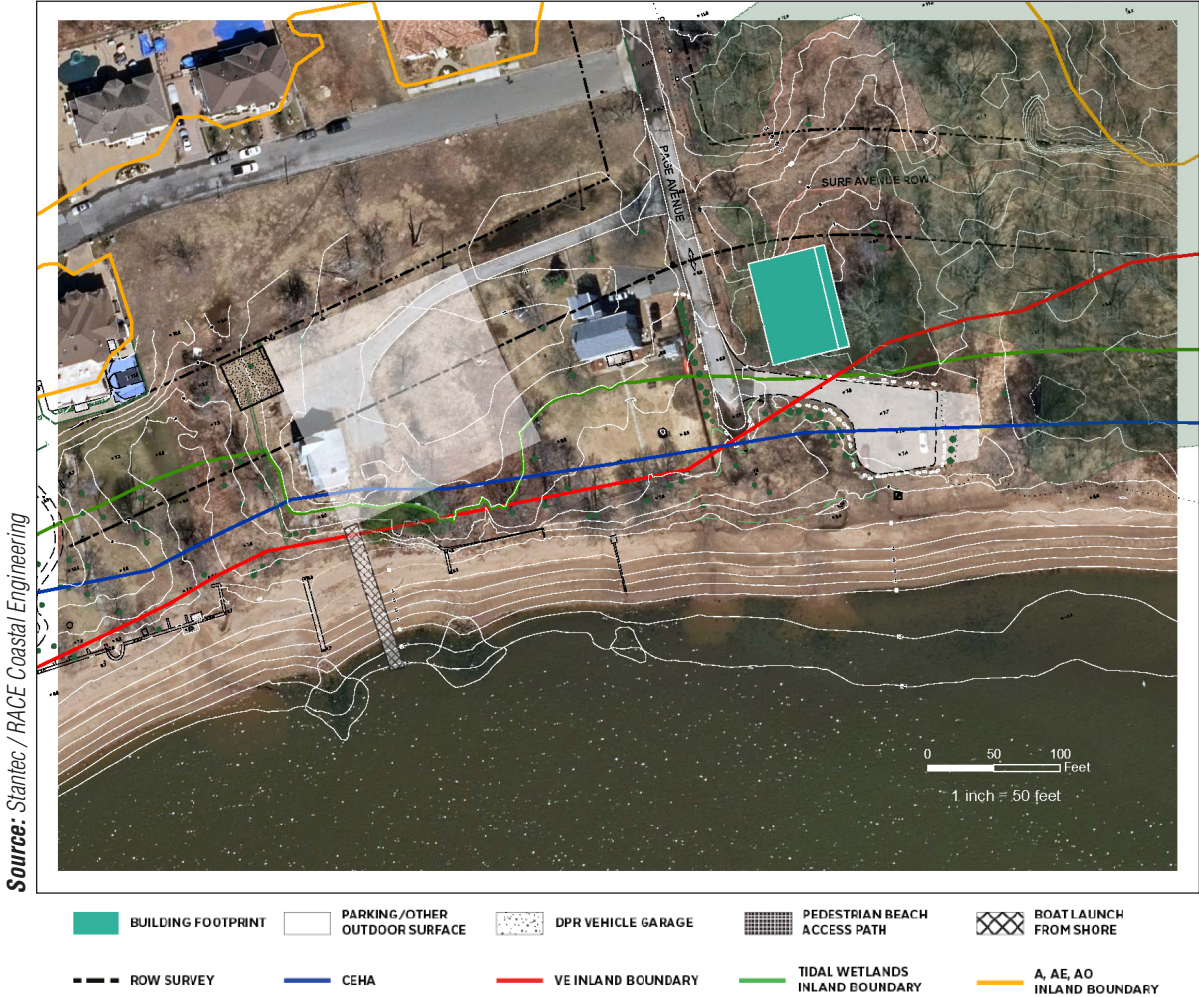 PAGE AVENUE
SURF AVENUE ROW
Source: Stantec / RACE Coastal Engineering
0 50 100
Feet
1 inch = 50 feet
BUILDING FOOTPRINT
PARKING/OTHER
OUTDOOR SURFACE
DPR VEHICLE GARAGE
PEDESTRIAN BEACH
ACCESS PATH
BOAT LAUNCH
FROM SHORE
ROW SURVEY
CEHA
VE INLAND BOUNDARY
TIDAL WETLANDS
INLAND BOUNDARY
A, AE, AO
INLAND BOUNDARY